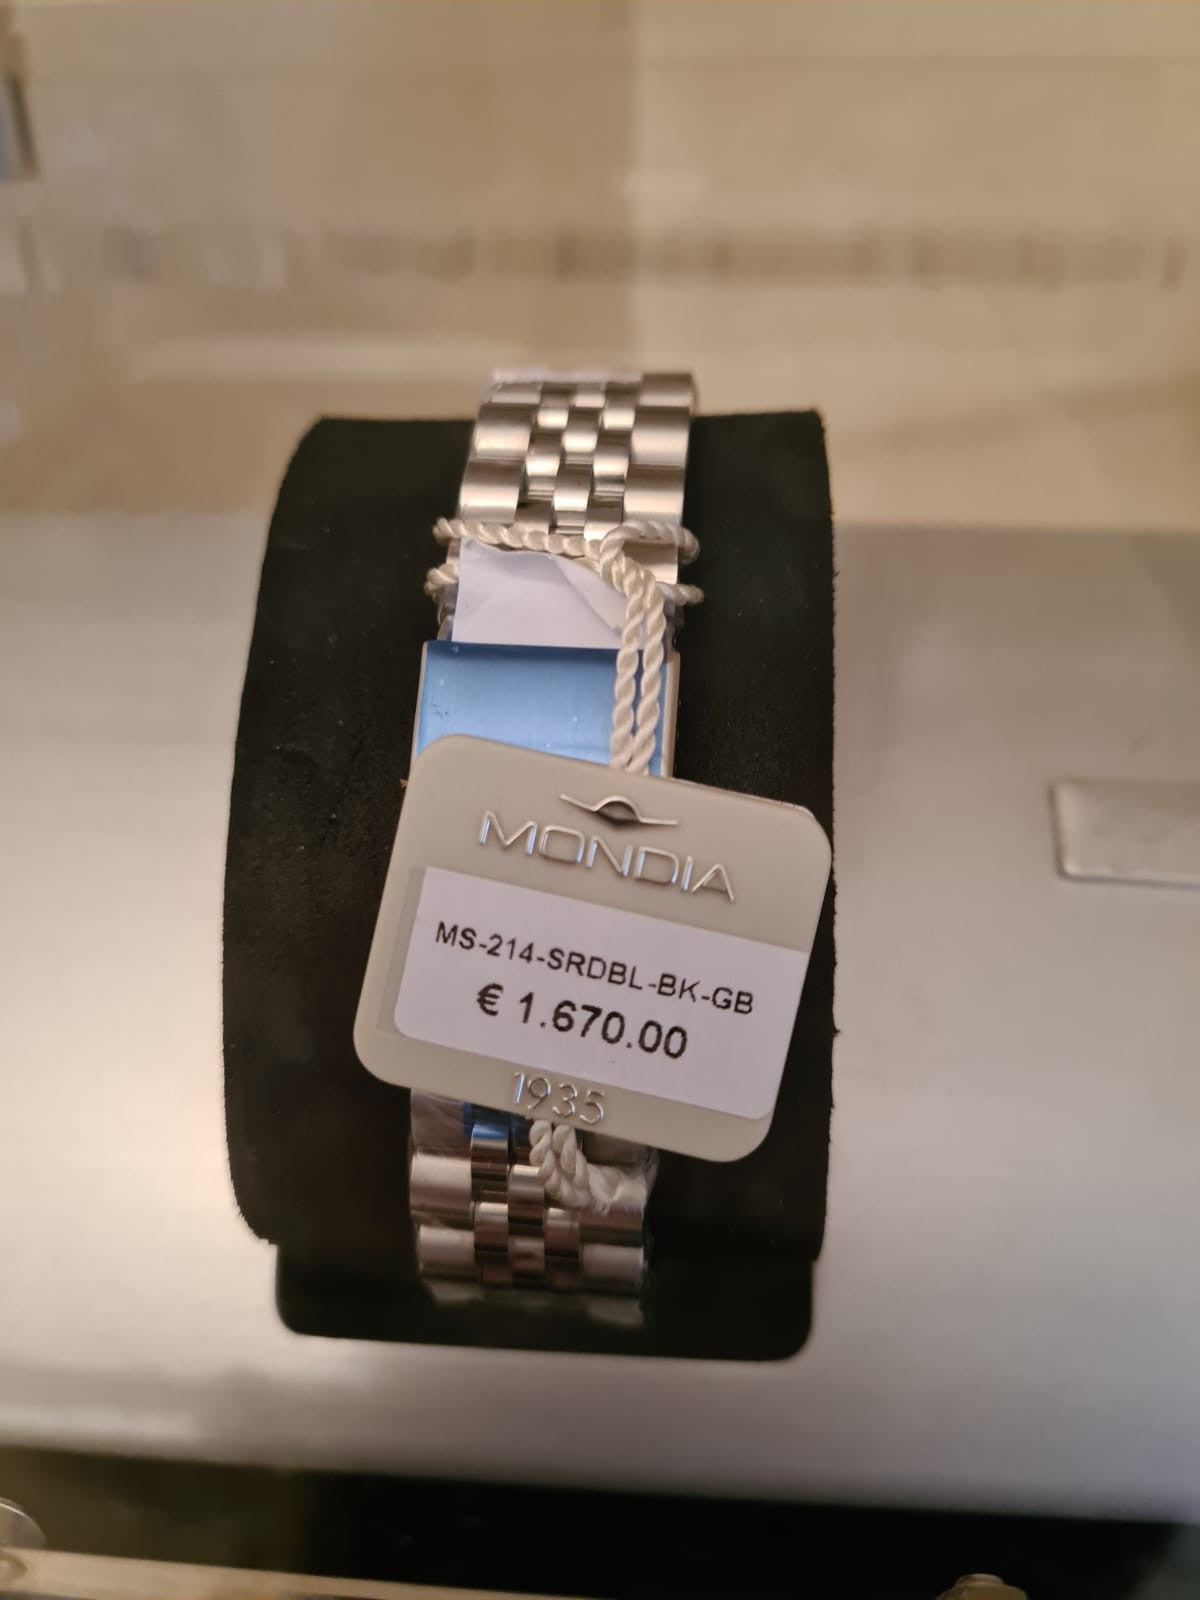 MONDIA
MS-214-SRDBL-BK-GB
€ 1.670.00
1935